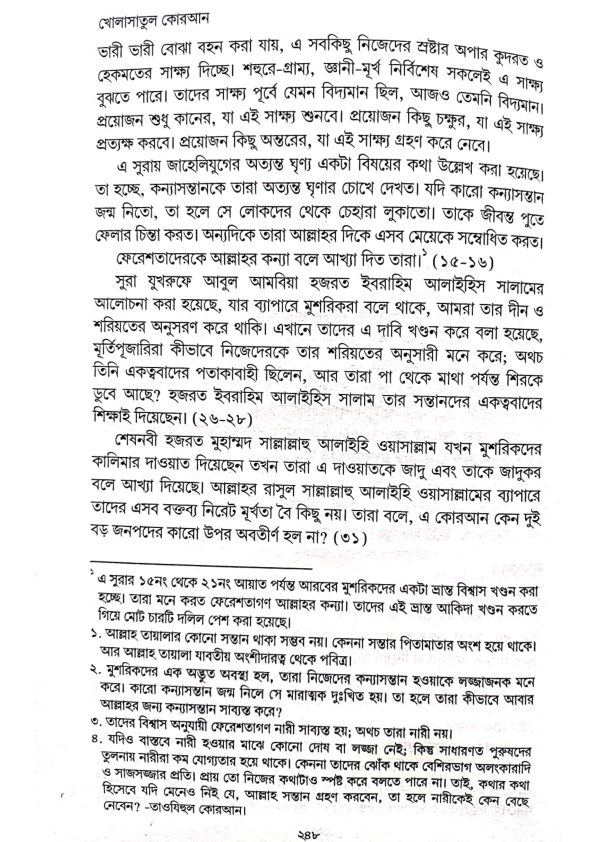 খোলাসাতুল কোরআন
ভারী ভারী বোঝা বহন করা যায়, এ সবকিছু নিজেদের স্রষ্টার অপার কুদরত ও
হেকমতের সাক্ষ্য দিচ্ছে। শহুরে-গ্রাম্য, জ্ঞানী-মূর্খ নির্বিশেষ সকলেই এ সাক্ষ্য
বুঝতে পারে। তাদের সাক্ষ্য পূর্বে যেমন বিদ্যমান ছিল, আজও তেমনি বিদ্যমান।
প্রয়োজন শুধু কানের, যা এই সাক্ষ্য শুনবে। প্রয়োজন কিছু চক্ষুর, যা এই সাক্ষ্য
প্রত্যক্ষ করবে। প্রয়োজন কিছু অন্তরের, যা এই সাক্ষ্য গ্রহণ করে নেবে।
এ সুরায় জাহেলিযুগের অত্যন্ত ঘৃণ্য একটা বিষয়ের কথা উল্লেখ করা হয়েছে।
তা হচ্ছে, কন্যাসন্তানকে তারা অত্যন্ত ঘৃণার চোখে দেখত। যদি কারো কন্যাসন্তান
জন্ম নিতো, তা হলে সে লোকদের থেকে চেহারা লুকাতো। তাকে জীবন্ত পুতে
ফেলার চিন্তা করত। অন্যদিকে তারা আল্লাহর দিকে এসব মেয়েকে সম্বোধিত করত।
ফেরেশতাদেরকে আল্লাহর কন্যা বলে আখ্যা দিত তারা।১ (১৫-১৬)
সুরা যুখরুফে আবুল আমবিয়া হজরত ইবরাহিম আলাইহিস সালামের
আলোচনা করা হয়েছে, যার ব্যাপারে মুশরিকরা বলে থাকে, আমরা তার দীন ও
শরিয়তের অনুসরণ করে থাকি। এখানে তাদের এ দাবি খণ্ডন করে বলা হয়েছে,
মূর্তিপূজারিরা কীভাবে নিজেদেরকে তার শরিয়তের অনুসারী মনে করে; অথচ
তিনি একত্ববাদের পতাকাবাহী ছিলেন, আর তারা পা থেকে মাথা পর্যন্ত শিরকে
ডুবে আছে? হজরত ইবরাহিম আলাইহিস সালাম তার সন্তানদের একত্ববাদের
শিক্ষাই দিয়েছেন। (২৬-২৮)
শেষনবী হজরত মুহাম্মদ সাল্লাল্লাহু আলাইহি ওয়াসাল্লাম যখন মুশরিকদের
কালিমার দাওয়াত দিয়েছেন তখন তারা এ দাওয়াতকে জাদু এবং তাকে জাদুকর
বলে আখ্যা দিয়েছে। আল্লাহর রাসুল সাল্লাল্লাহু আলাইহি ওয়াসাল্লামের ব্যাপারে
তাদের এসব বক্তব্য নিরেট মূর্খতা বৈ কিছু নয়। তারা বলে, এ কোরআন কেন দুই
বড় জনপদের কারো উপর অবতীর্ণ হল না? (৩১)
১ এ সুরার ১৫নং থেকে ২১নং আয়াত পর্যন্ত আরবের মুশরিকদের একটা ভ্রান্ত বিশ্বাস খণ্ডন করা
হচ্ছে। তারা মনে করত ফেরেশতাগণ আল্লাহর কন্যা। তাদের এই ভ্রান্ত আকিদা খণ্ডন করতে
গিয়ে মোট চারটি দলিল পেশ করা হয়েছে।
১. আল্লাহ তায়ালার কোনো সন্তান থাকা সম্ভব নয়। কেননা সন্তার পিতামাতার অংশ হয়ে থাকে।
আর আল্লাহ তায়ালা যাবতীয় অংশীদারত্ব থেকে পবিত্র।
২. মুশরিকদের এক অদ্ভুত অবস্থা হল, তারা নিজেদের কন্যাসন্তান হওয়াকে লজ্জাজনক মনে
করে। কারো কন্যাসন্তান জন্ম নিলে সে মারাত্মক দুঃখিত হয়। তা হলে তারা কীভাবে আবার
আল্লাহর জন্য কন্যাসন্তান সাব্যস্ত করে?
৩. তাদের বিশ্বাস অনুযায়ী ফেরেশতাগণ নারী সাব্যস্ত হয়; অথচ তারা নারী নয়।
৪. যদিও বাস্তবে নারী হওয়ার মাঝে কোনো দোষ বা লজ্জা নেই; কিন্তু সাধারণত পুরুষদের
তুলনায় নারীরা কম যোগ্যতার হয়ে থাকে। কেননা তাদের ঝোঁক থাকে বেশিরভাগ অলংকারাদি
ও সাজসজ্জার প্রতি। প্রায় তো নিজের কথাটাও স্পষ্ট করে বলতে পারে না। তাই, কথার কথা
হিসেবে যদি মেনেও নিই যে, আল্লাহ সন্তান গ্রহণ করবেন, তা হলে নারীকেই কেন বেছে
নেবেন? -তাওযিহুল কোরআন।
২৪৮